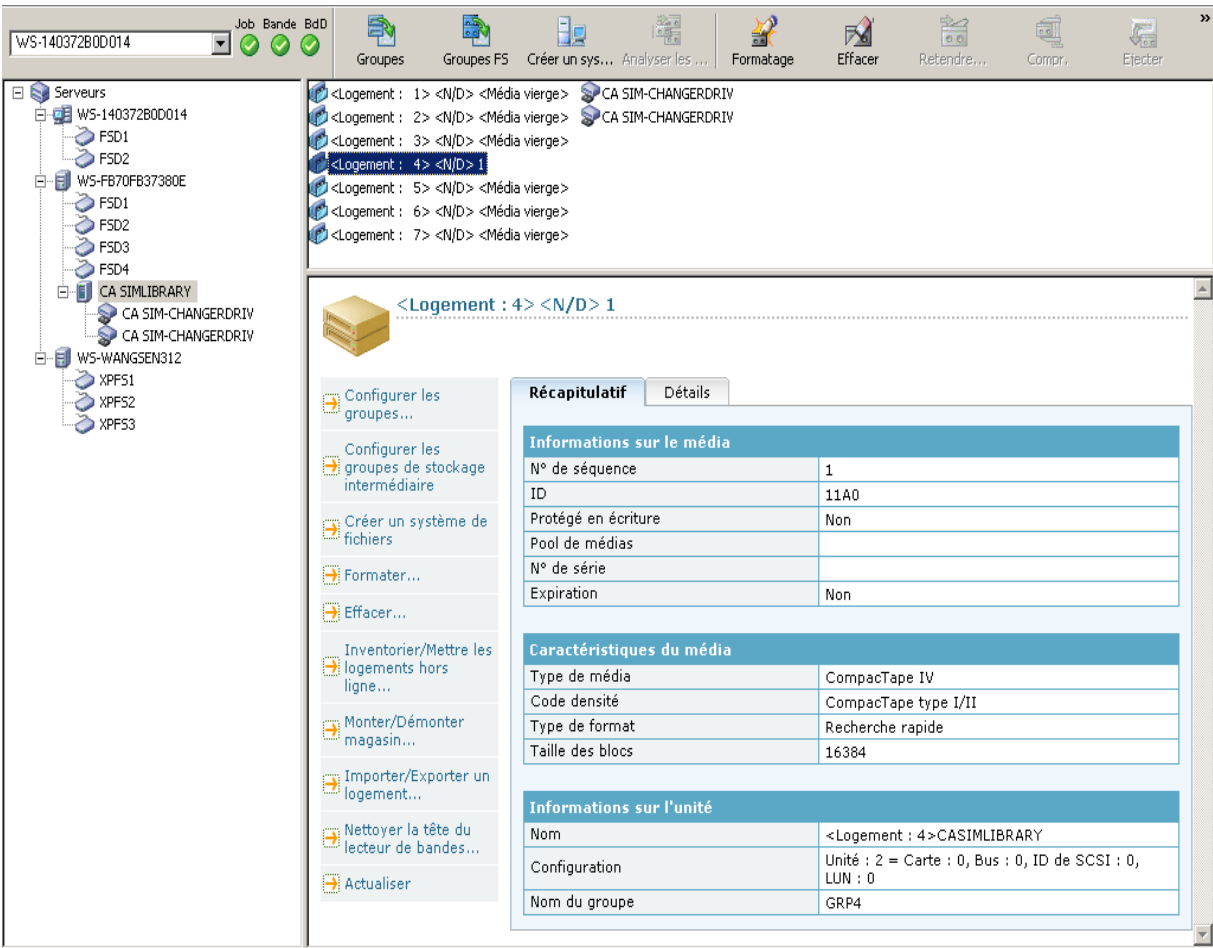 Job Bande BdD
WS-140372B0D014
Groupes
Groupes FS
Créer un sys...
Analyser les ...
Formatage
Effacer
Retendre...
Compr.
Ejecter
»
Serveurs
WS-140372B0D014
FSD1
FSD2
WS-FB70FB37380E
FSD1
FSD2
FSD3
FSD4
CA SIMLIBRARY
CA SIM-CHANGERDRIV
CA SIM-CHANGERDRIV
WS-WANGSEN312
XPFS1
XPFS2
XPFS3
<Logement : 1> <N/D> <Média vierge> CA SIM-CHANGERDRIV
<Logement : 2> <N/D> <Média vierge> CA SIM-CHANGERDRIV
<Logement : 3> <N/D> <Média vierge>
<Logement : 4> <N/D> 1
<Logement : 5> <N/D> <Média vierge>
<Logement : 6> <N/D> <Média vierge>
<Logement : 7> <N/D> <Média vierge>
<Logement : 4> <N/D> 1
Configurer les
groupes...
Configurer les
groupes de stockage
intermédiaire
Créer un système de
fichiers
Formater...
Effacer...
Inventorier/Mettre les
logements hors
ligne...
Monter/Démonter
magasin...
Importer/Exporter un
logement...
Nettoyer la tête du
lecteur de bandes...
Actualiser
Récapitulatif
Détails
Informations sur le média
N° de séquence 1
ID 11A0
Protégé en écriture Non
Pool de médias
N° de série
Expiration Non
Caractéristiques du média
Type de média CompacTape IV
Code densité CompacTape type I/II
Type de format Recherche rapide
Taille des blocs 16384
Informations sur l'unité
Nom <Logement : 4>CASIMLIBRARY
Configuration Unité : 2 = Carte : 0, Bus : 0, ID de SCSI : 0,
LUN : 0
Nom du groupe GRP4